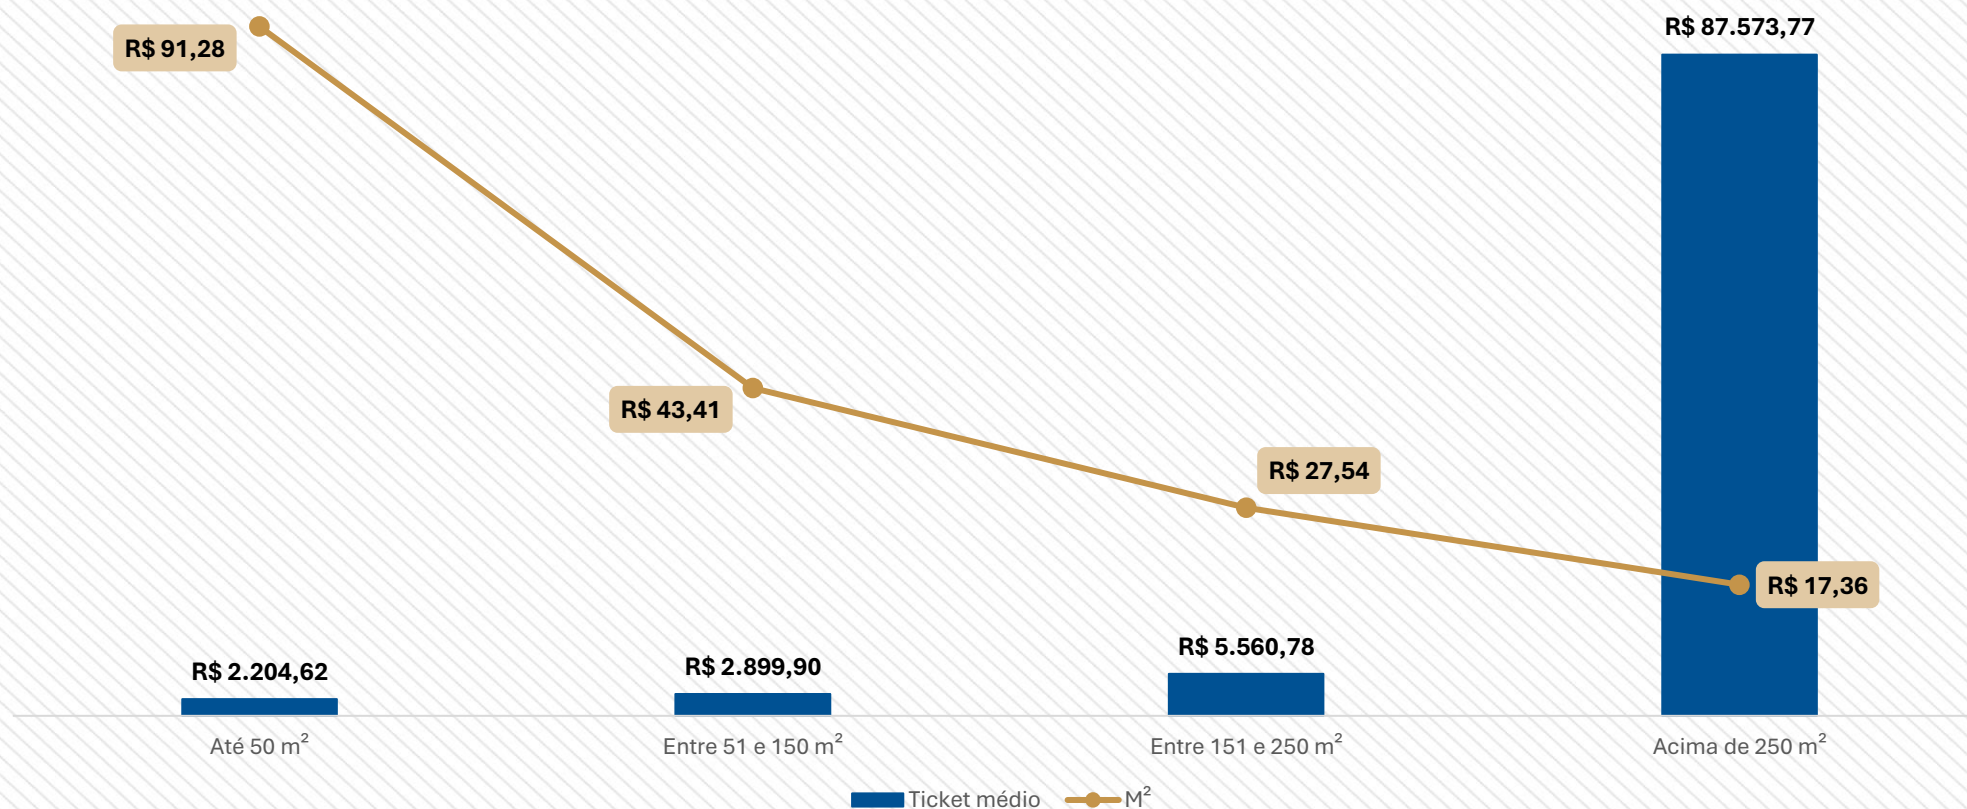 R$ 87.573,77
R$ 91,28
R$ 43,41
R$ 27,54
R$ 17,36
R$ 5.560,78
R$ 2.899,90
R$ 2.204,62
Até 50 m²
Entre 51 e 150 m²
Entre 151 e 250 m²
Acima de 250 m²
Ticket médio
M²